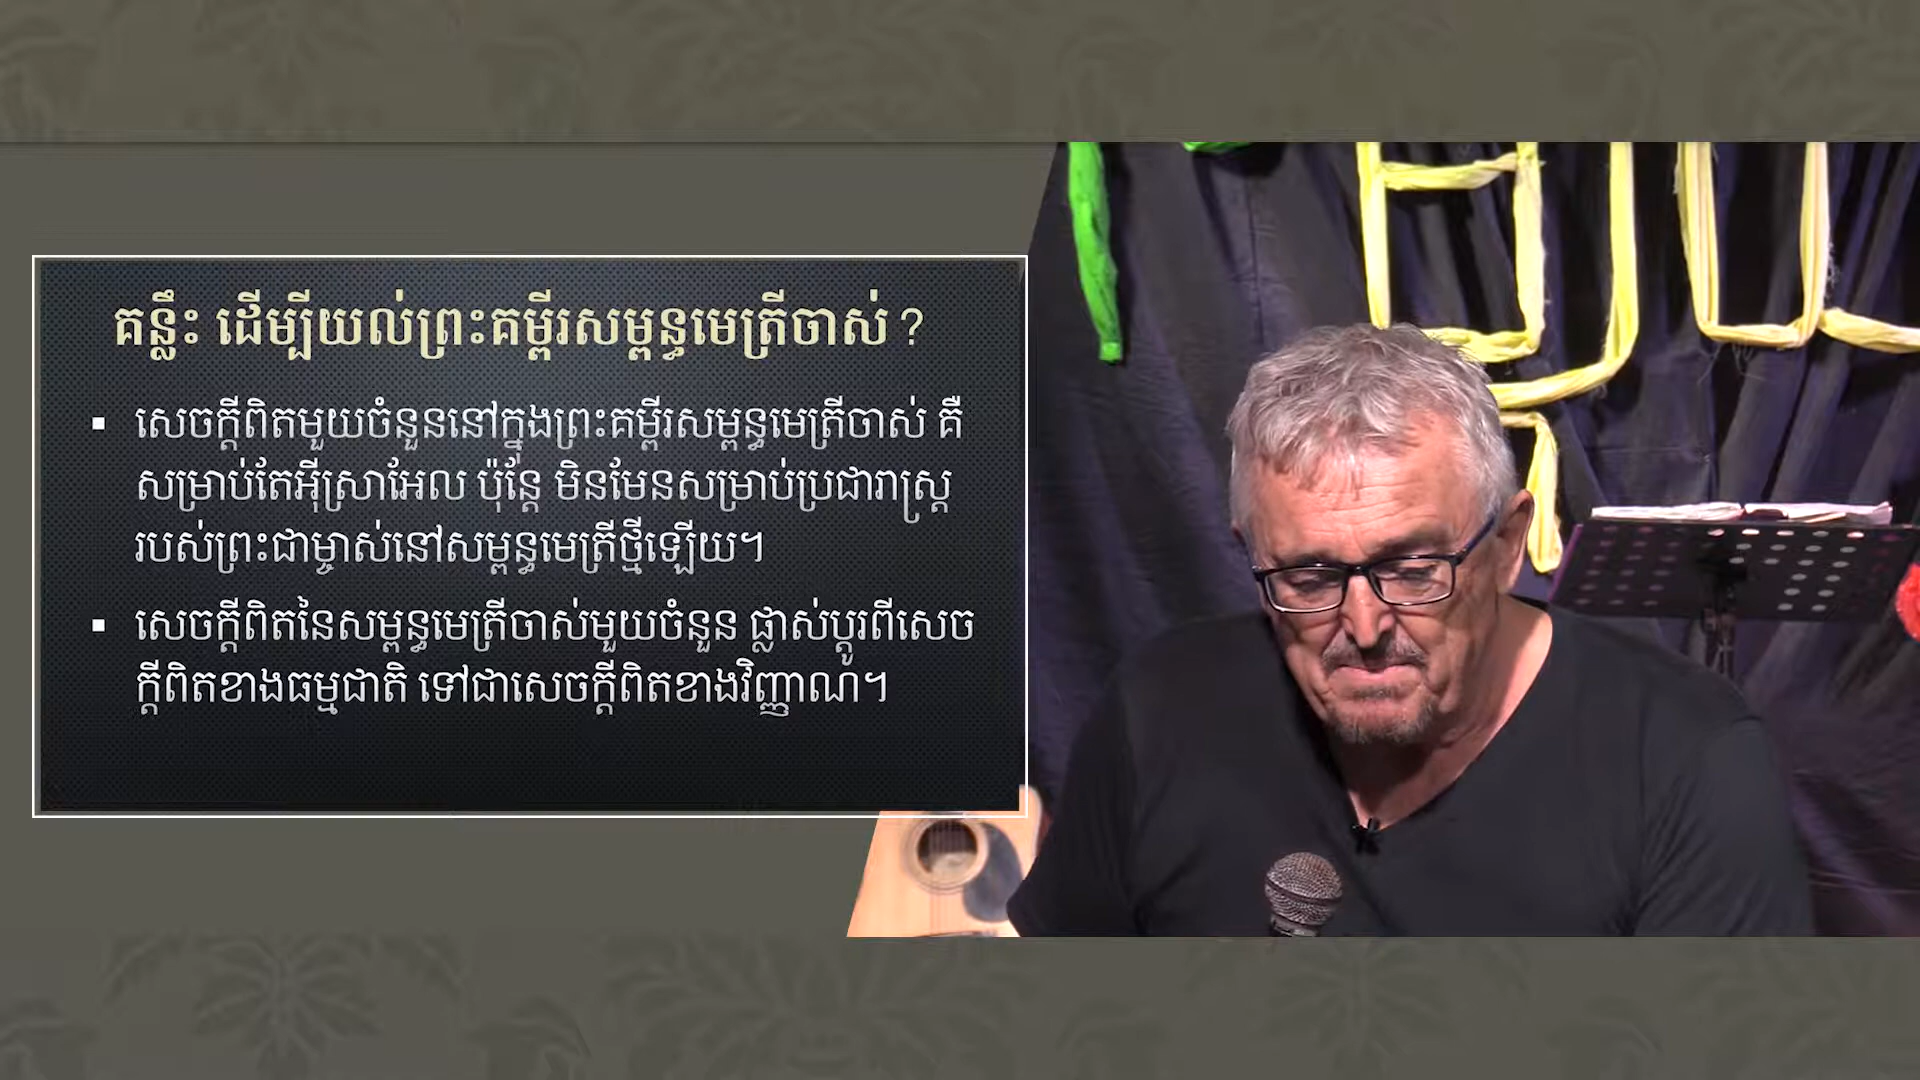 គន្លឹះ ដើម្បីយល់ព្រះគម្ពីរសម្ពន្ធមេត្រីចាស់ ?
▪ សេចក្តីពិតមួយចំនួននៅក្នុងព្រះគម្ពីរសម្ពន្ធមេត្រីចាស់ គឺ
សម្រាប់តែអ៊ីស្រាអែល ប៉ុន្តែ មិនមែនសម្រាប់ប្រជារាស្ត្រ
របស់ព្រះជាម្ចាស់នៅសម្ពន្ធមេត្រីថ្មីឡើយ។
▪ សេចក្តីពិតនៃសម្ពន្ធមេត្រីចាស់មួយចំនួន ផ្លាស់ប្តូរពីសេច
ក្តីពិតខាងធម្មជាតិ ទៅជាសេចក្តីពិតខាងវិញ្ញាណ។